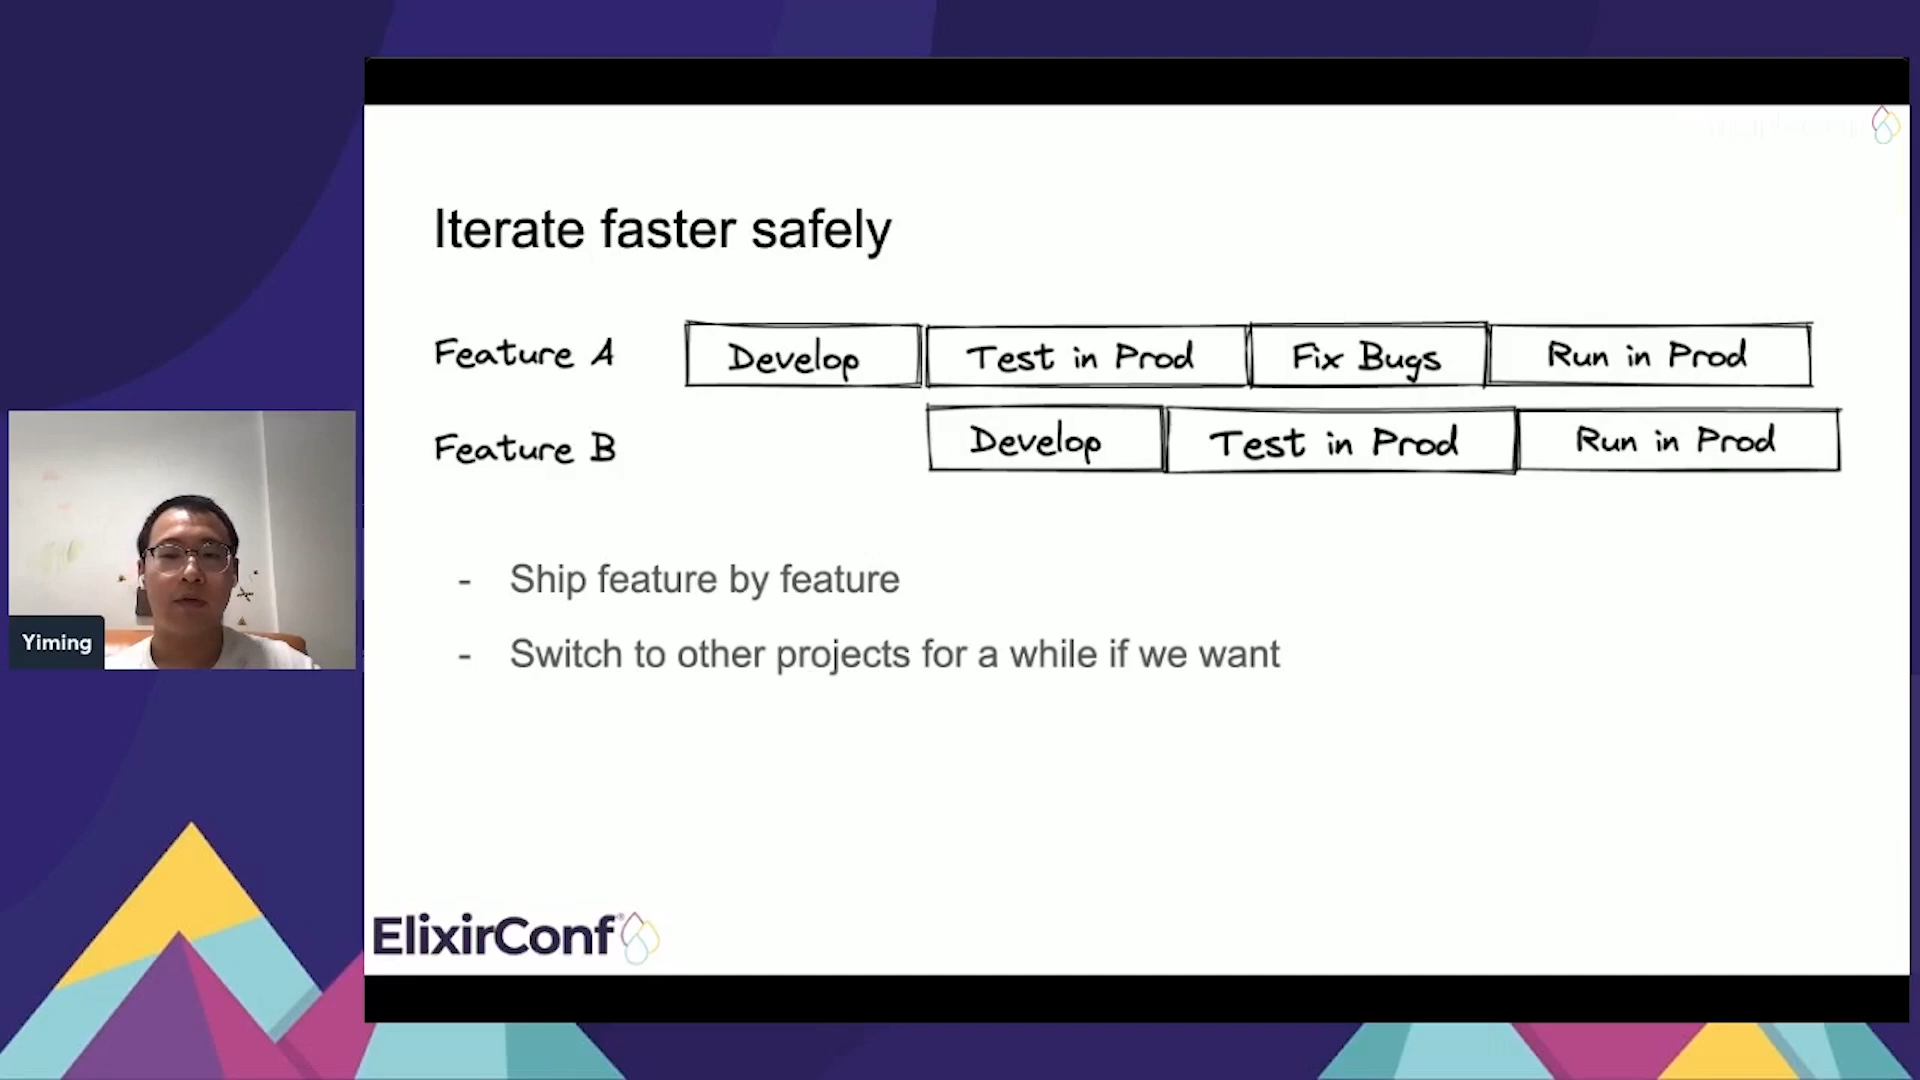 Iterate faster safely
Feature A Develop Test in Prod Fix Bugs Run in Prod
Feature B Develop Test in Prod Run in Prod
- Ship feature by feature
- Switch to other projects for a while if we want
Yiming
ElixirConf®